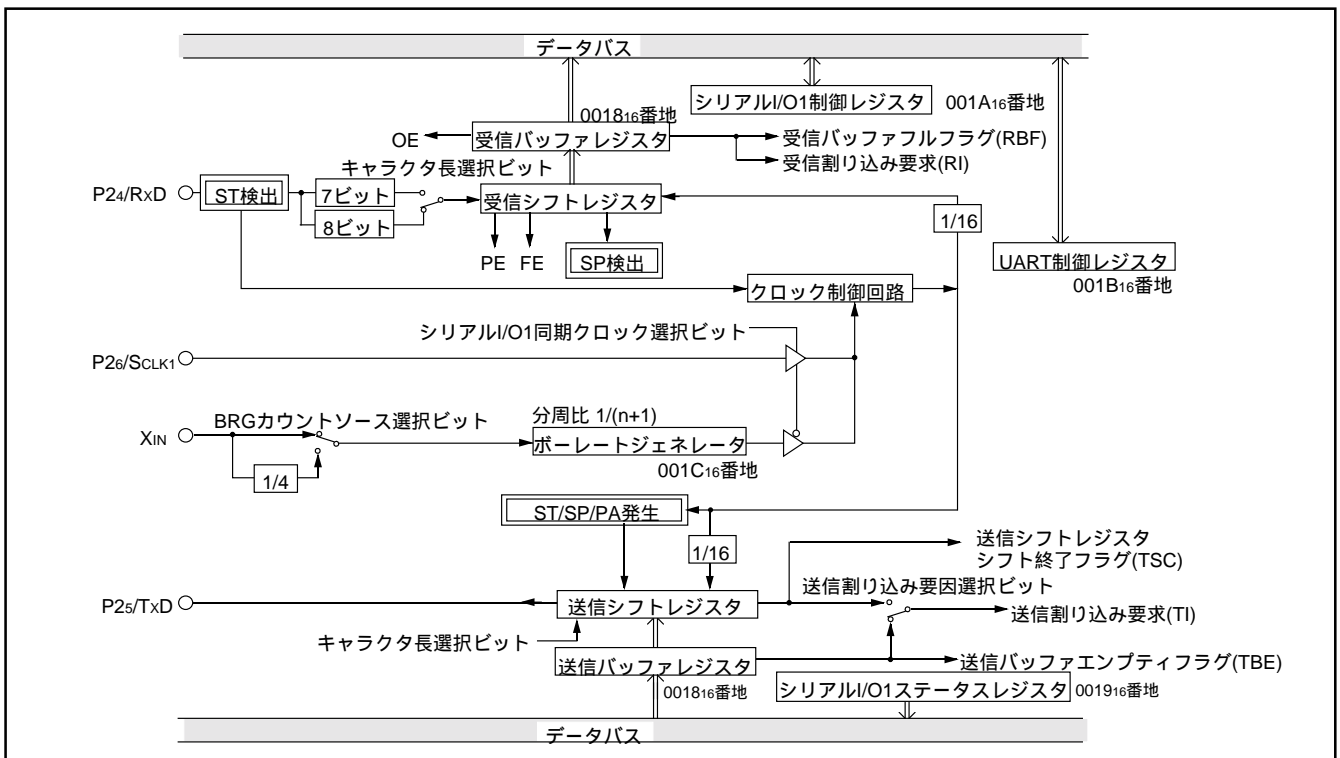 データバス
シリアルI/O1制御レジスタ 001A16番地
001816番地
OE 受信バッファレジスタ 受信バッファフルフラグ(RBF)
受信割り込み要求(RI)
キャラクタ長選択ビット
P24/RXD ST検出 7ビット 受信シフトレジスタ
8ビット
1/16
PE FE SP検出
UART制御レジスタ
001B16番地
クロック制御回路
シリアルI/O1同期クロック選択ビット
P26/SCLK1
BRGカウントソース選択ビット 分周比 1/(n+1)
XIN ボーレートジェネレータ
001C16番地
1/4
ST/SP/PA発生
1/16
送信シフトレジスタ
シフト終了フラグ(TSC)
送信割り込み要因選択ビット
P25/TXD 送信シフトレジスタ 送信割り込み要求(TI)
キャラクタ長選択ビット
送信バッファレジスタ 送信バッファエンプティフラグ(TBE)
001816番地 シリアルI/O1ステータスレジスタ 001916番地
データバス